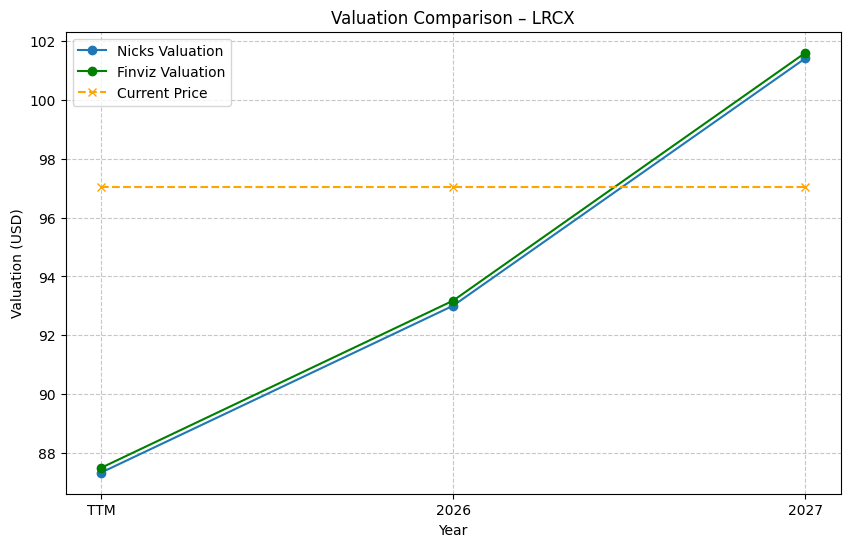 Valuation Comparison – LRCX
Nicks Valuation
Finviz Valuation
Current Price
Valuation (USD)
102
100
98
96
94
92
90
88
TTM
2026
2027
Year